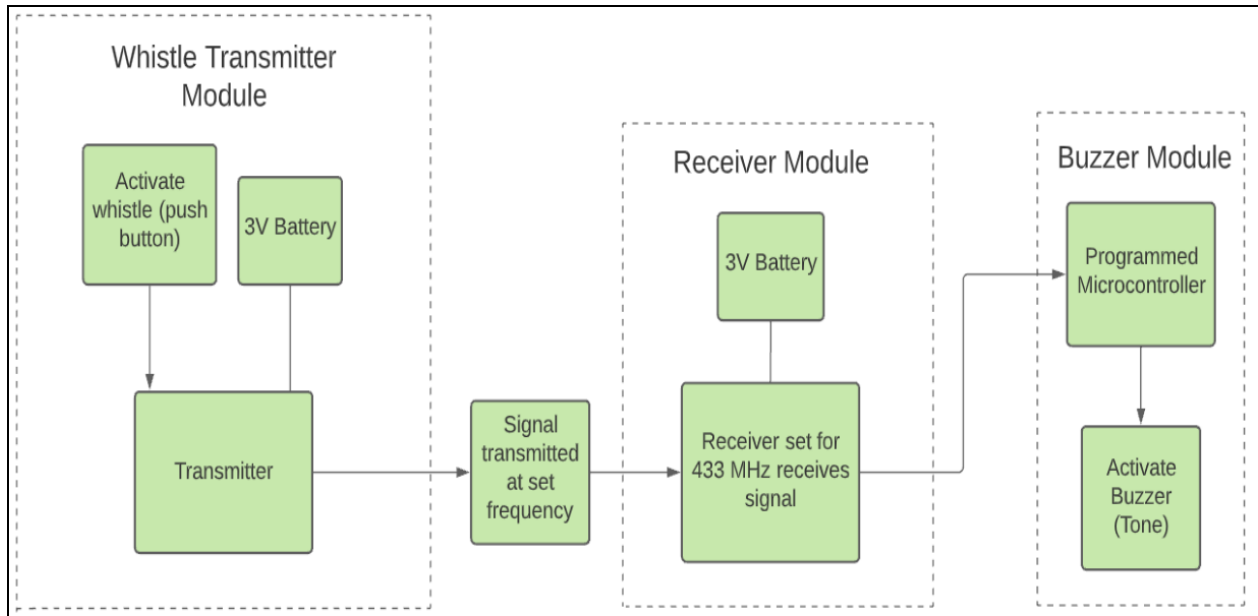 Whistle Transmitter
Module
Activate
whistle (push
button)
3V Battery
Transmitter
Signal
transmitted
at set
frequency
Receiver Module
3V Battery
Receiver set for
433 MHz receives
signal
Buzzer Module
Programmed
Microcontroller
Activate
Buzzer
(Tone)